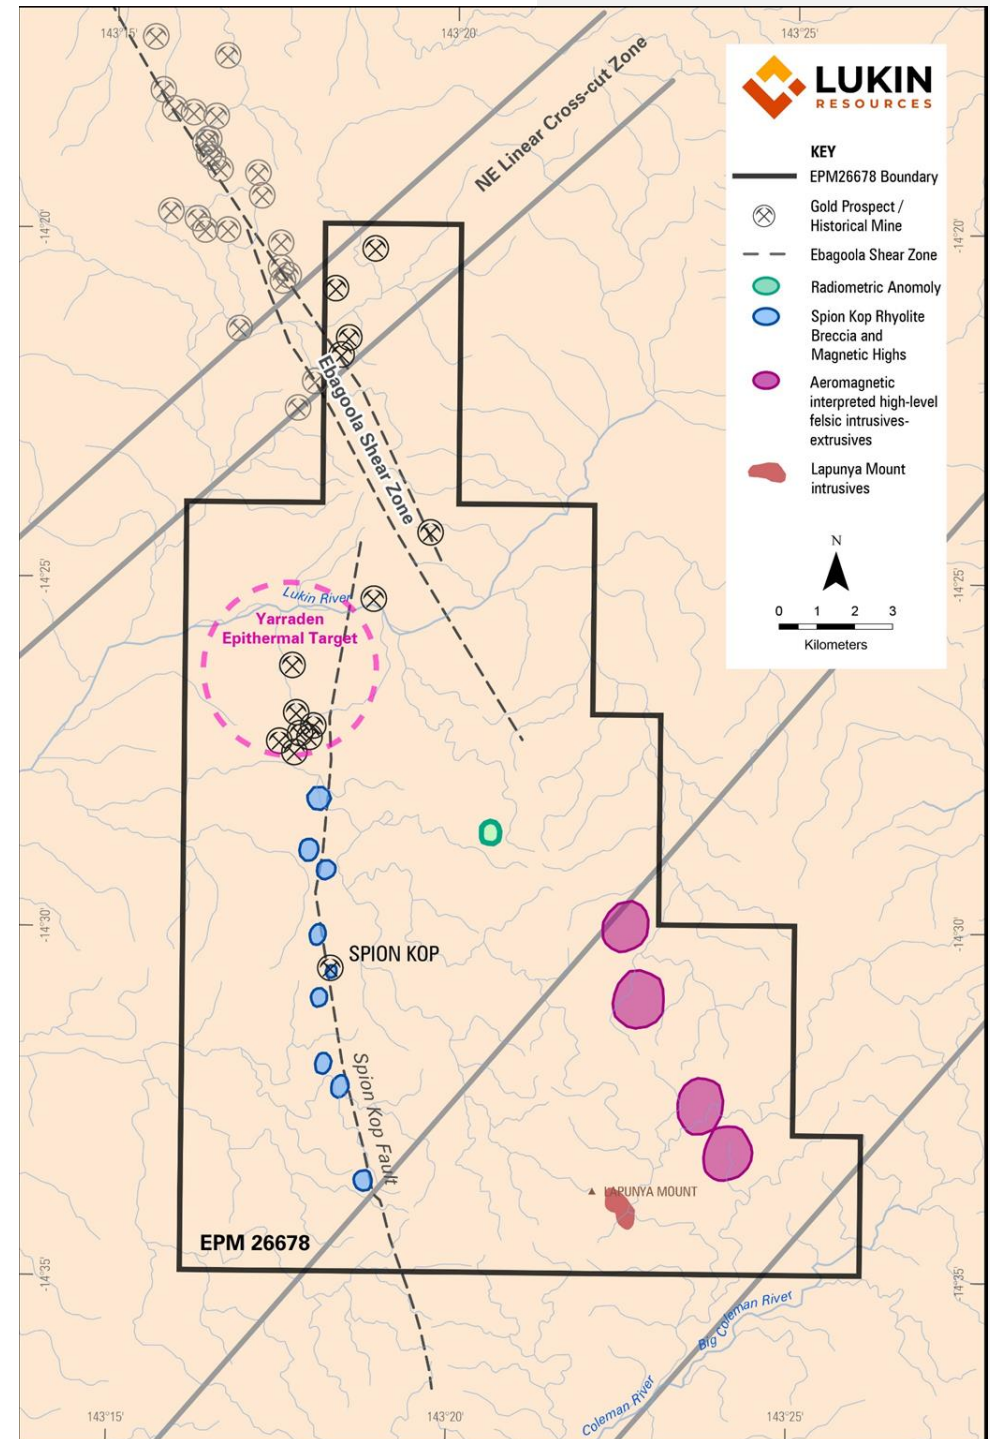 143°15'
143°20'
143°25'
NE Linear Cross-cut Zone
LUKIN
RESOURCES
KEY
EPM26678 Boundary
Gold Prospect /
Historical Mine
Ebagoola Shear Zone
Radiometric Anomoly
Spion Kop Rhyolite
Breccia and
Magnetic Highs
Aeromagnetic
interpreted high-level
felsic intrusives-
extrusives
Lapunya Mount
intrusives
N
0 1 2 3
Kilometers
-14°20'
-14°20'
Ebagoola Shear Zone
-14°25'
-14°25'
Lukin River
Yarraden
Epithermal Target
-14°30'
-14°30'
SPION KOP
Spion Kop Fault
LAPUNYA MOUNT
EPM 26678
-14°35'
-14°35'
Big Coleman River
Coleman River
143°15'
143°20'
143°25'